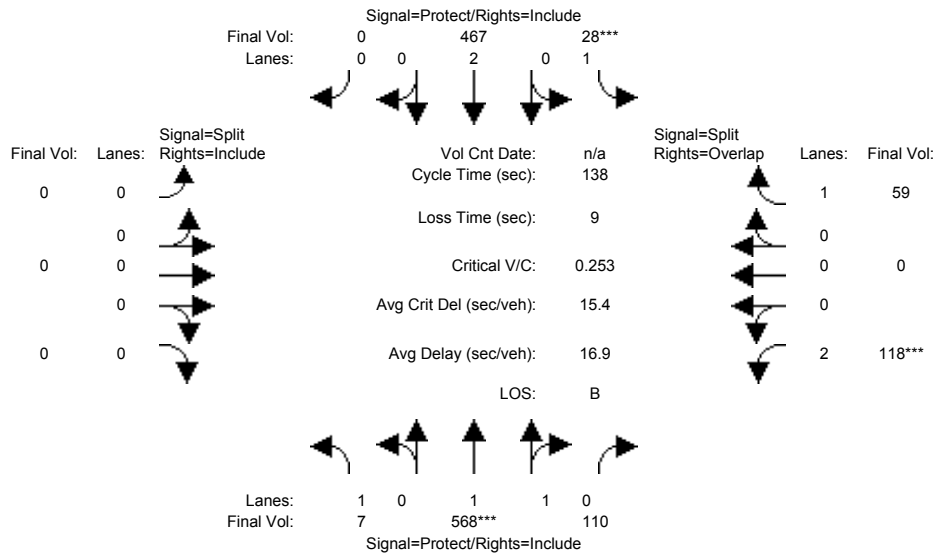 Signal=Protect/Rights=Include
Final Vol: 0 467 28***
Lanes: 0 0 2 0 1
Signal=Split
Rights=Include
Final Vol: Lanes:
Vol Cnt Date: n/a
Signal=Split
Rights=Overlap
Lanes: Final Vol:
Cycle Time (sec): 138
0 0
1 59
Loss Time (sec): 9
0
0
0 0
Critical V/C: 0.253
0 0
0
Avg Crit Del (sec/veh): 15.4
0
0 0
Avg Delay (sec/veh): 16.9
2 118***
LOS: B
Lanes: 1 0 1 1 0
Final Vol: 7 568*** 110
Signal=Protect/Rights=Include